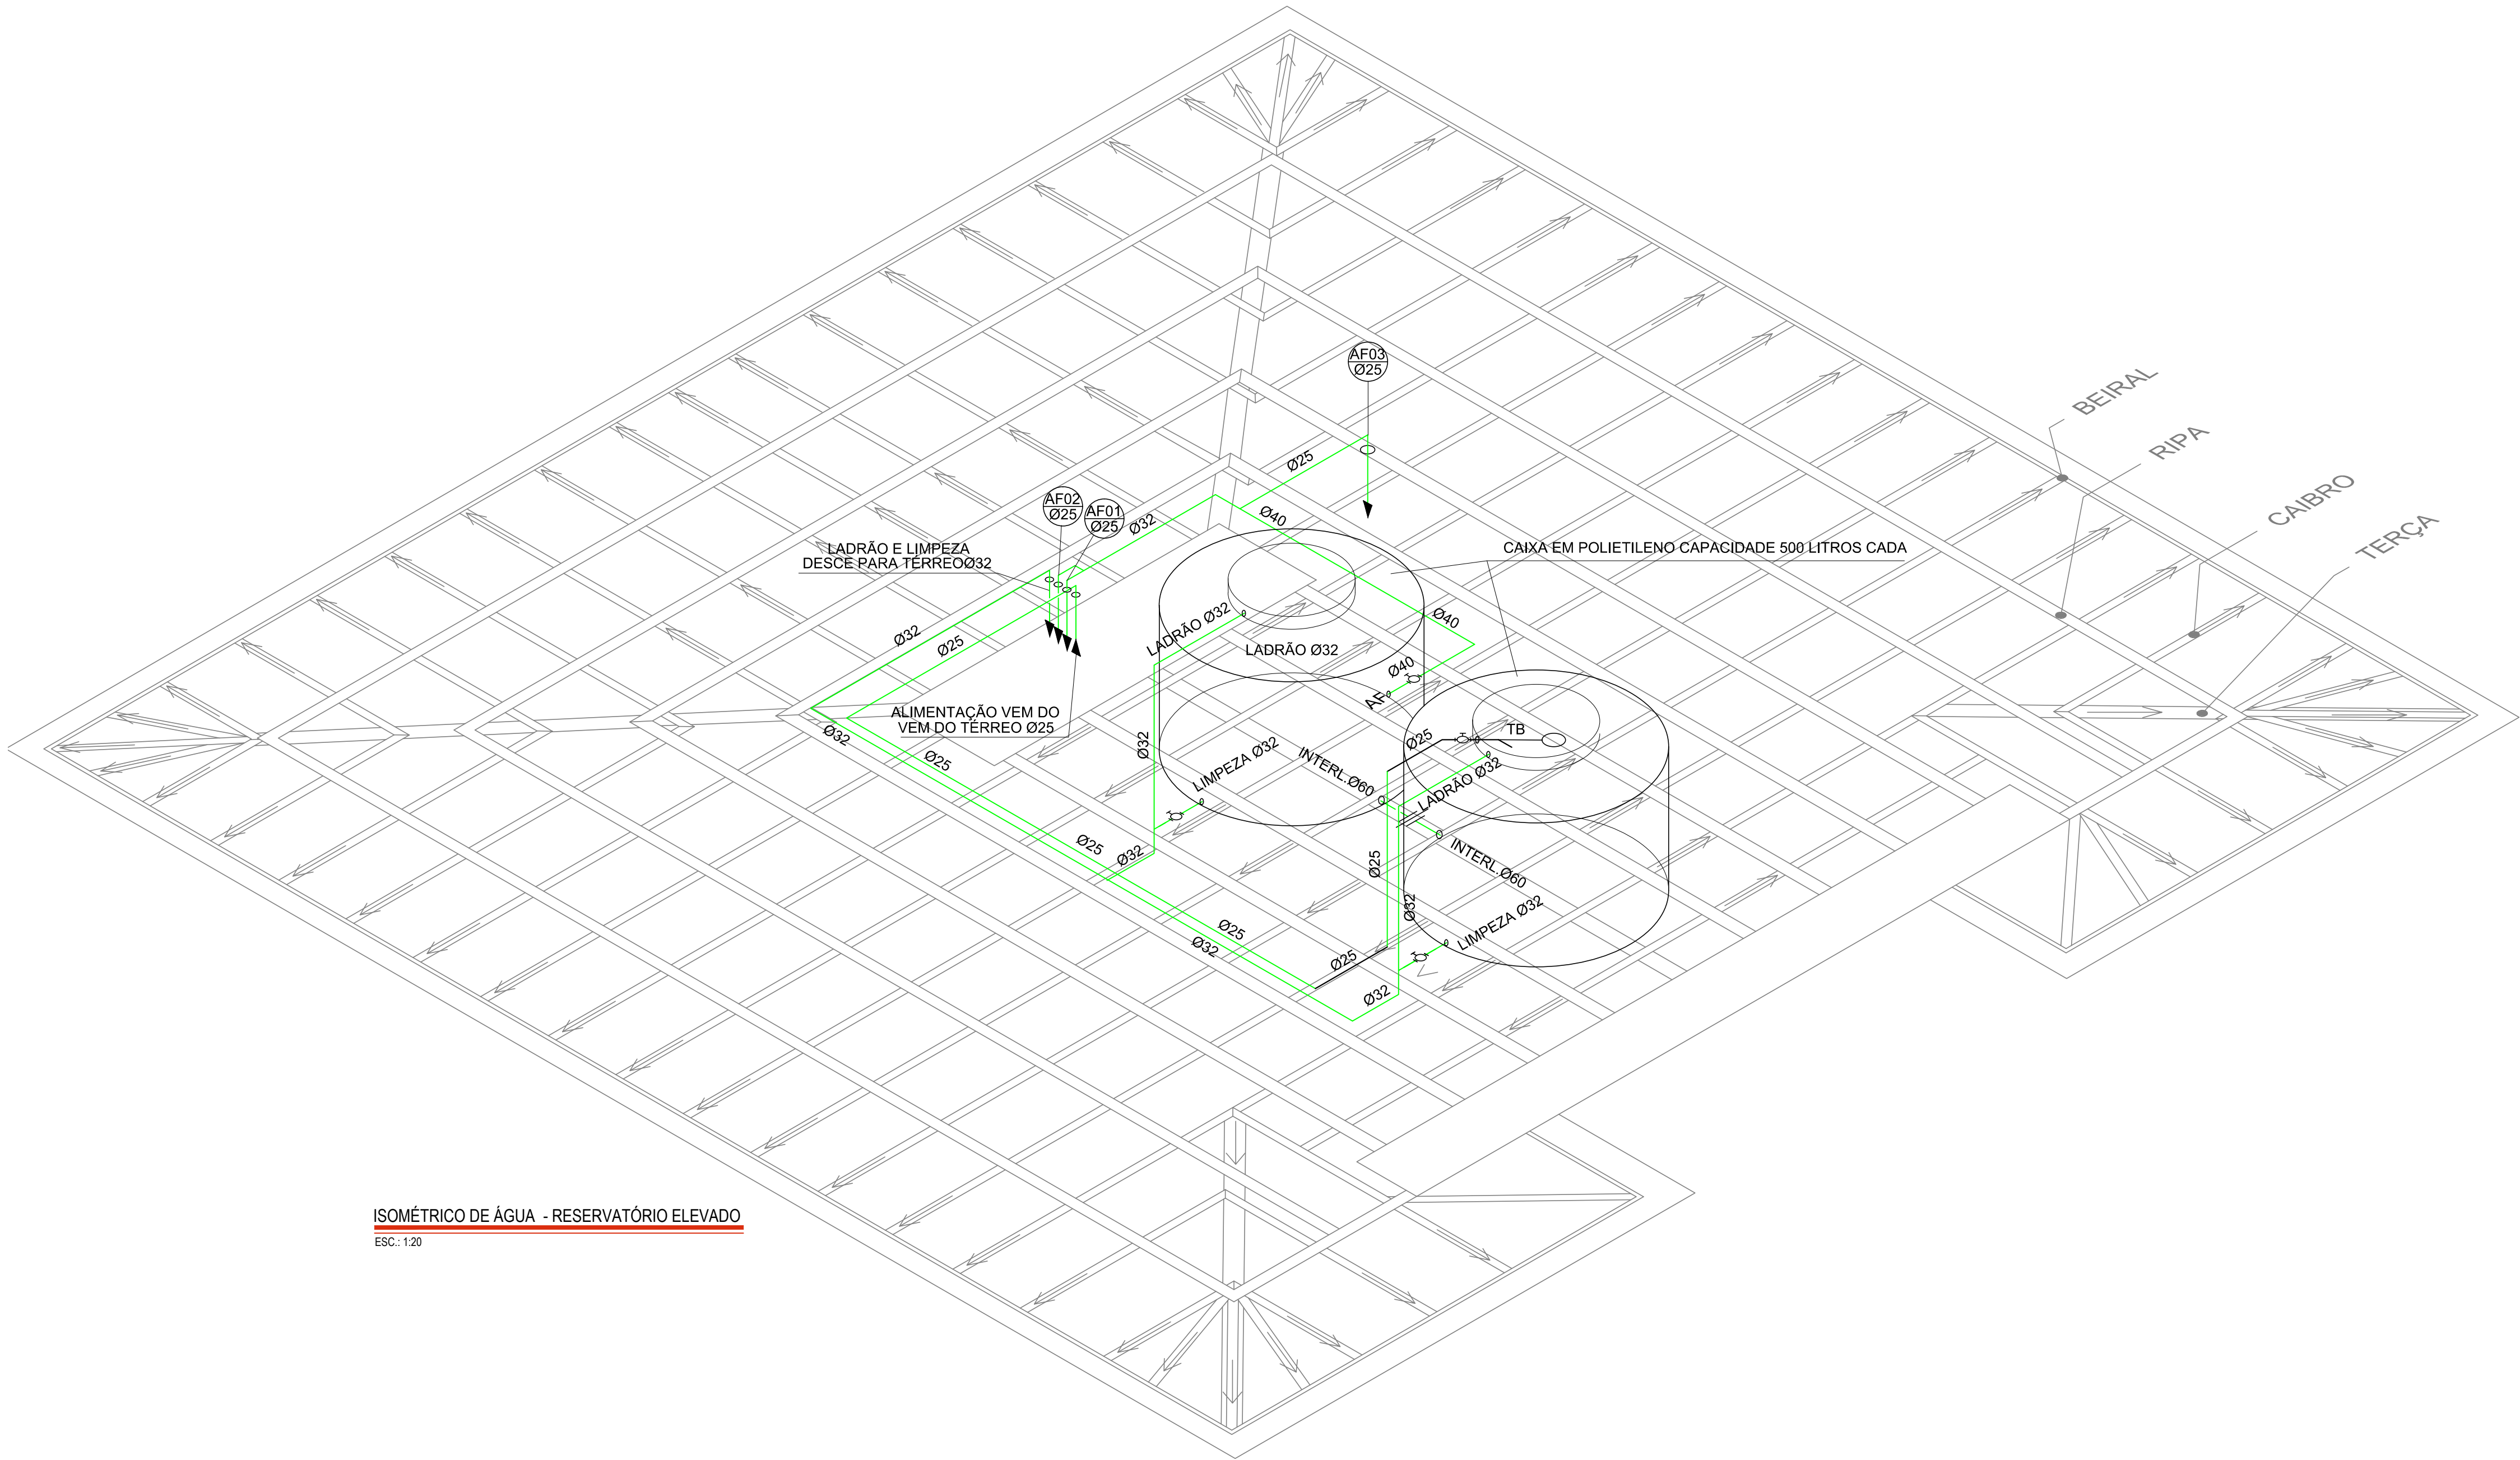 AF03
Ø25
BEIRAL
RIPA
CAIBRO
TERÇA
Ø25
AF02
Ø25
AF01
Ø25
Ø32
Ø40
LADRÃO E LIMPEZA
DESCE PARA TÉRREOØ32
CAIXA EM POLIETILENO CAPACIDADE 500 LITROS CADA
Ø32
Ø25
LADRÃO Ø32
LADRÃO Ø32
Ø40
Ø40
AF
ALIMENTAÇÃO VEM DO
VEM DO TÉRREO Ø25
Ø32
Ø25
Ø32
LIMPEZA Ø32
INTERL.Ø60
Ø25
TB
LADRÃO Ø32
Ø25
Ø32
Ø25
INTERL.Ø60
Ø32
LIMPEZA Ø32
Ø25
Ø32
Ø25
Ø32
ISOMÉTRICO DE ÁGUA - RESERVATÓRIO ELEVADO
ESC.: 1:20